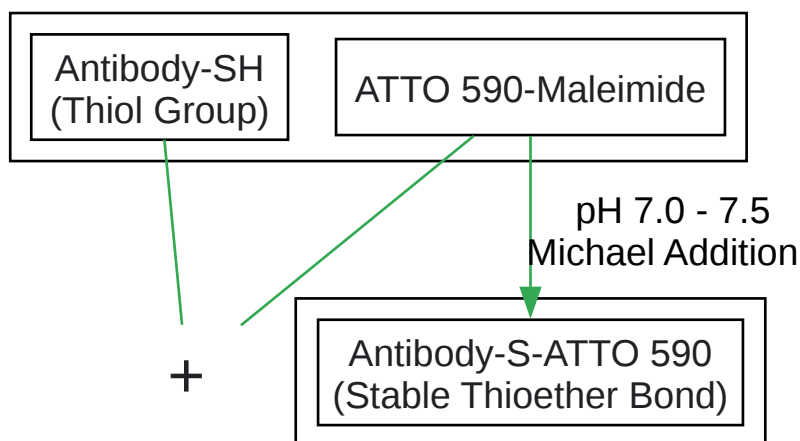 Antibody-SH
(Thiol Group)
ATTO 590-Maleimide
pH 7.0 - 7.5
Michael Addition
+
Antibody-S-ATTO 590
(Stable Thioether Bond)